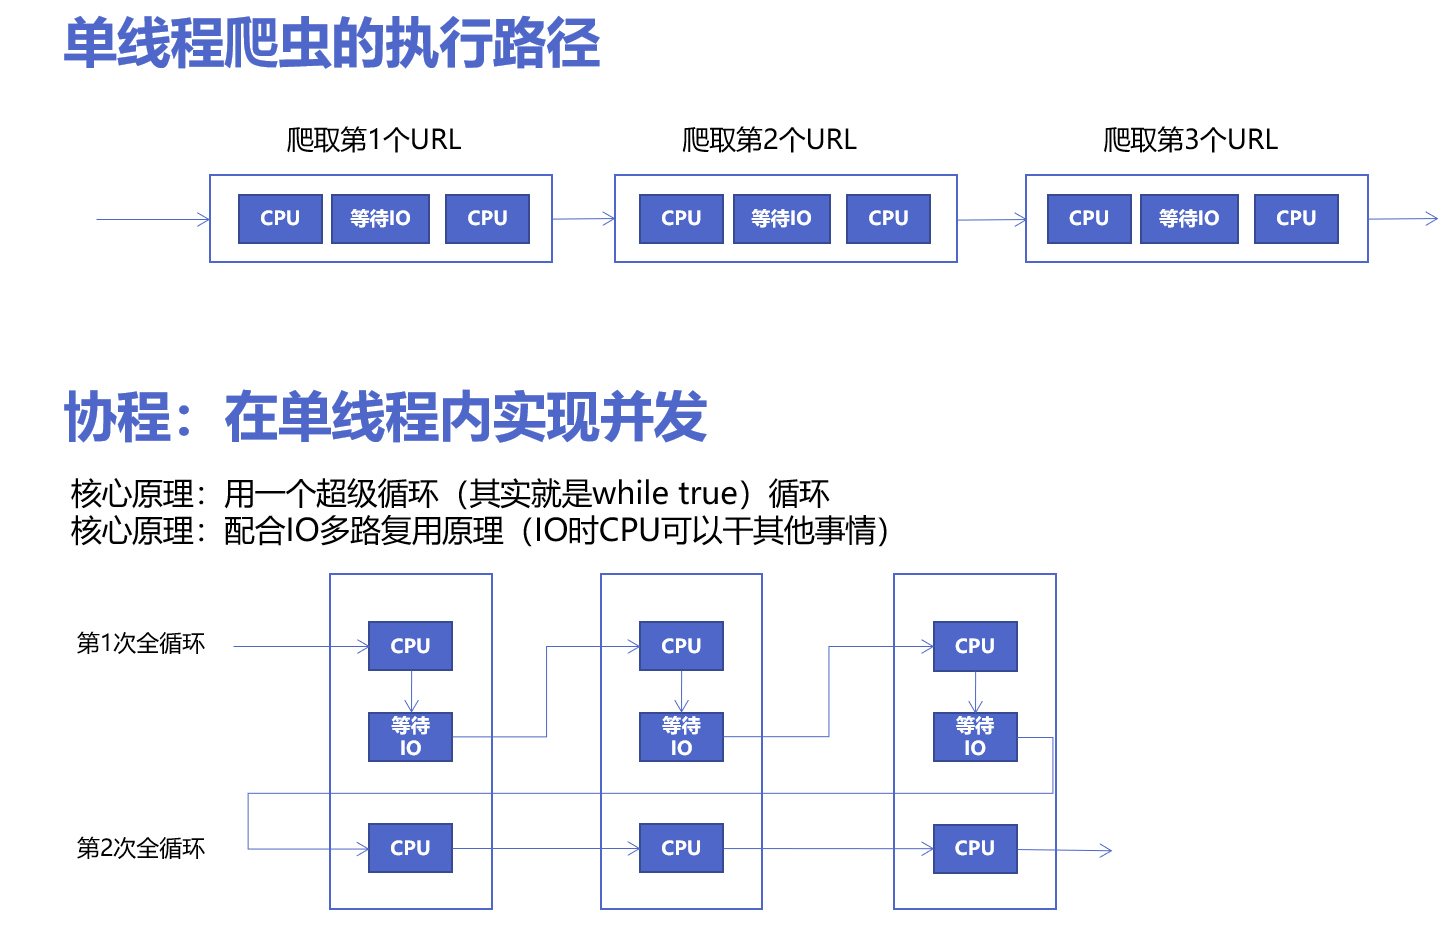 单线程爬虫的执行路径
爬取第1个URL
爬取第2个URL
爬取第3个URL
CPU
等待IO
CPU
CPU
等待IO
CPU
CPU
等待IO
CPU
协程：在单线程内实现并发
核心原理：用一个超级循环（其实就是while true）循环
核心原理：配合IO多路复用原理（IO时CPU可以干其他事情）
第1次全循环
CPU
CPU
CPU
等待
IO
等待
IO
等待
IO
第2次全循环
CPU
CPU
CPU